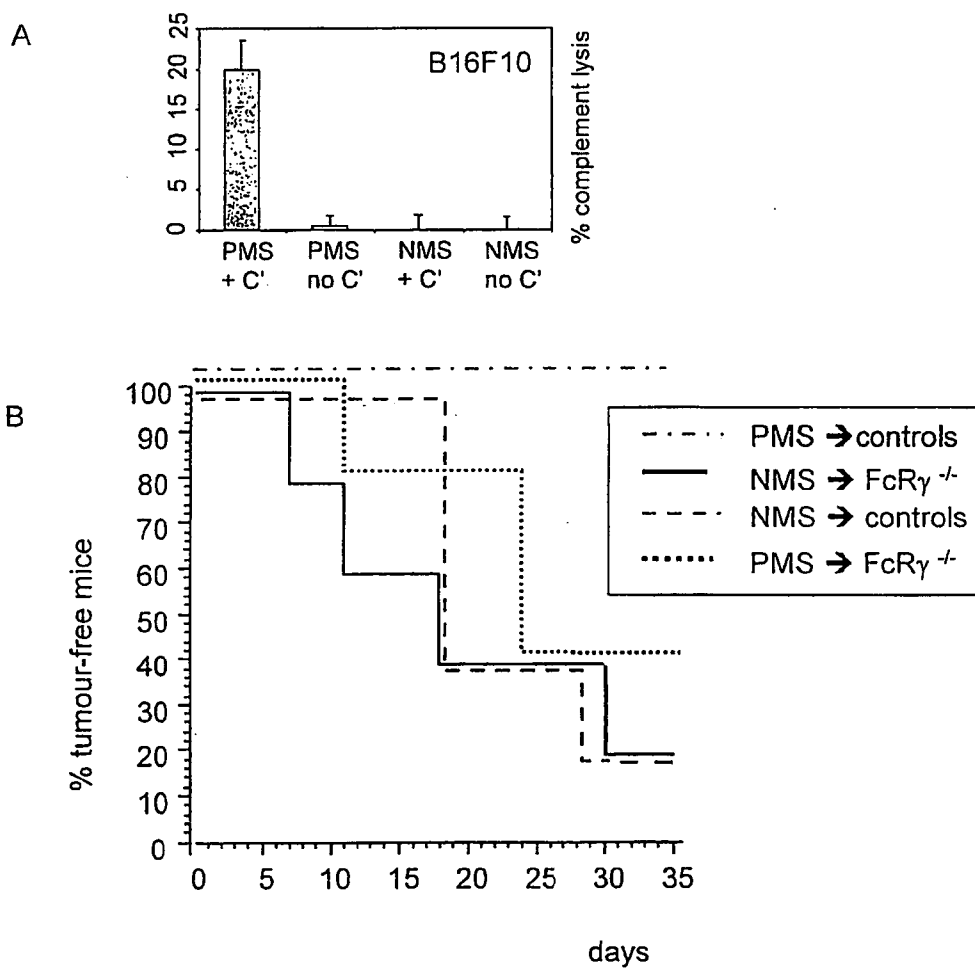 A
25
20
15
10
5
0
B16F10
% complement lysis
PMS + C'
PMS no C'
NMS + C'
NMS no C'
B
100
90
80
70
60
50
40
30
20
10
0
% tumour-free mice
PMS → controls
NMS → FcRγ -/-
NMS → controls
PMS → FcRγ -/-
0 5 10 15 20 25 30 35
days